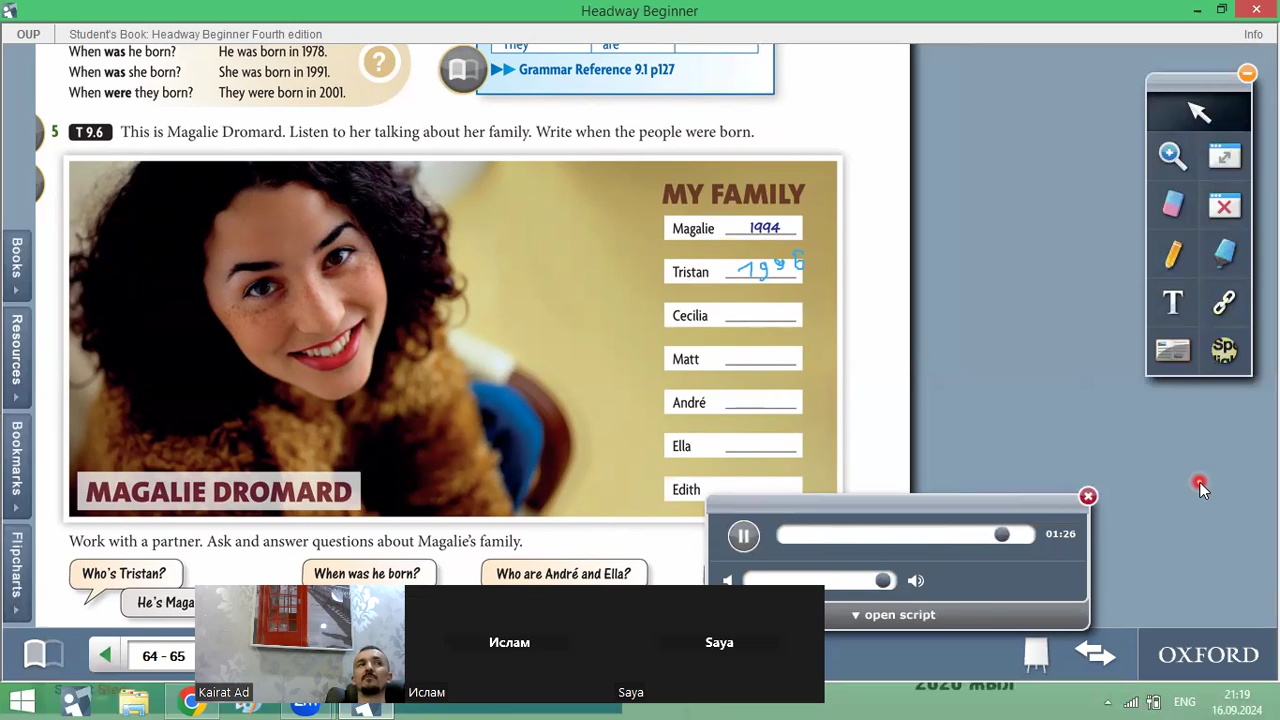 Headway Beginner
OUP
Student's Book: Headway Beginner Fourth edition
Info
When was he born? He was born in 1978.
When was she born? She was born in 1991.
When were they born? They were born in 2001.
?
They are
▶▶ Grammar Reference 9.1 p127
5 T 9.6 This is Magalie Dromard. Listen to her talking about her family. Write when the people were born.
MY FAMILY
Magalie 1994
Tristan
Cecilia
Matt
André
Ella
Edith
MAGALIE DROMARD
Books
Resources
Bookmarks
Flipcharts
T
01:26
▼ open script
Work with a partner. Ask and answer questions about Magalie's family.
Who's Tristan?
When was he born?
Who are André and Ella?
He's Maga
Ислам
Saya
Kairat Ad
Ислам
Saya
64 - 65
OXFORD
ENG
21:19
16.09.2024